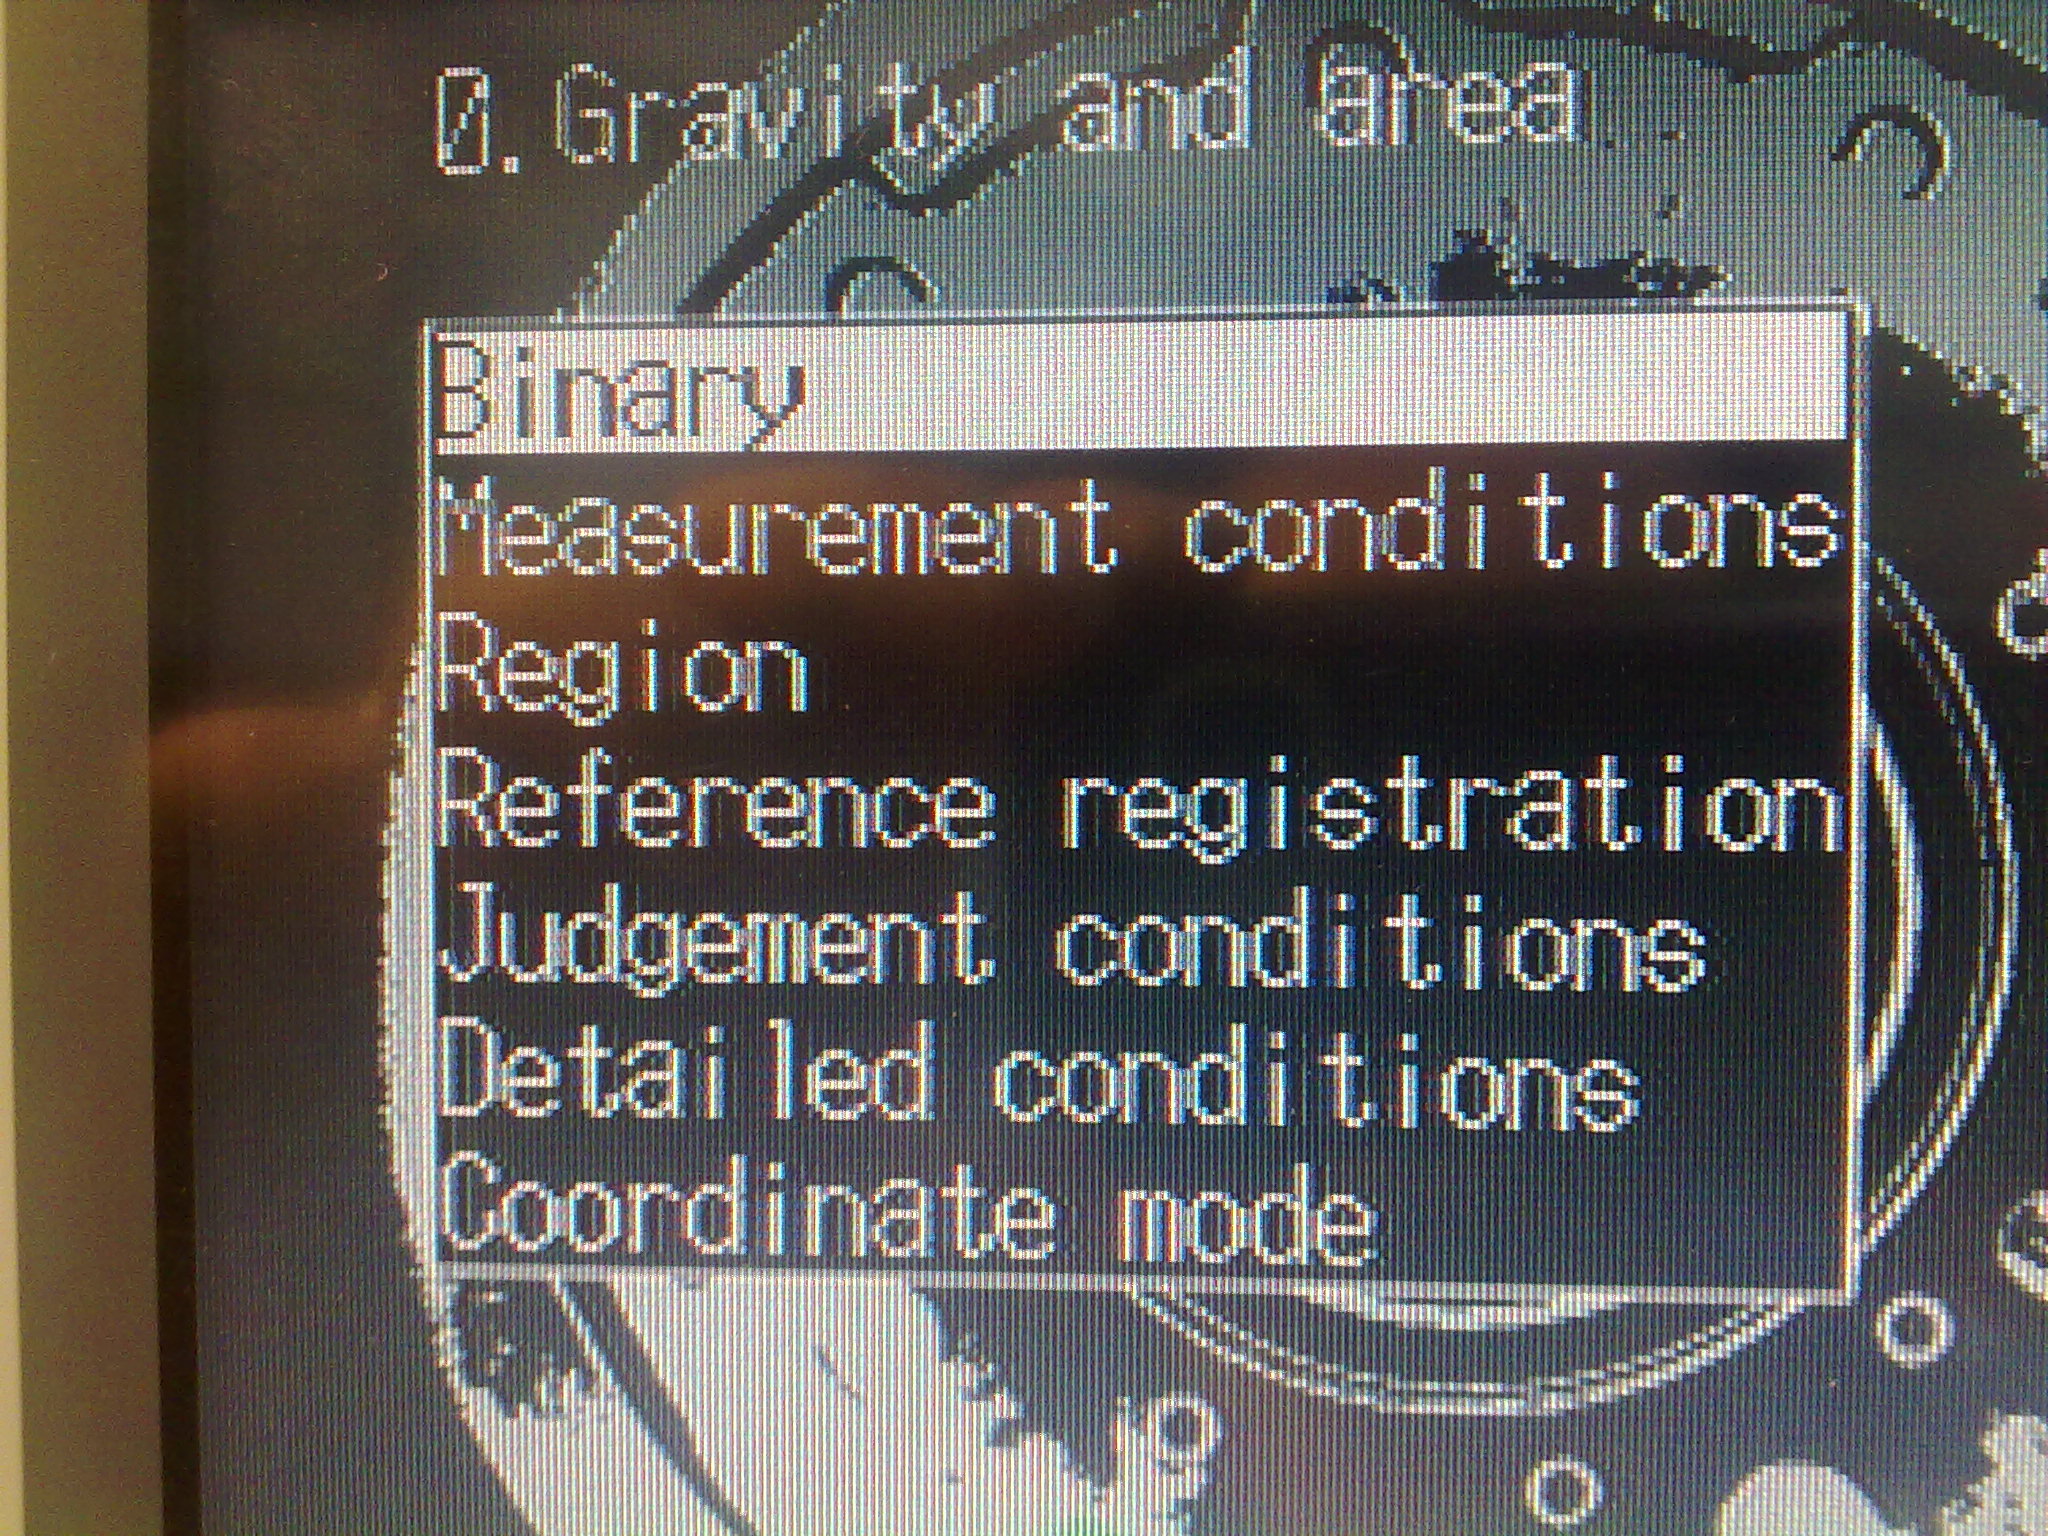 0.Gravity and area
Binary
Measurement conditions
Region
Reference registration
Judgement conditions
Detailed conditions
Coordinate mode